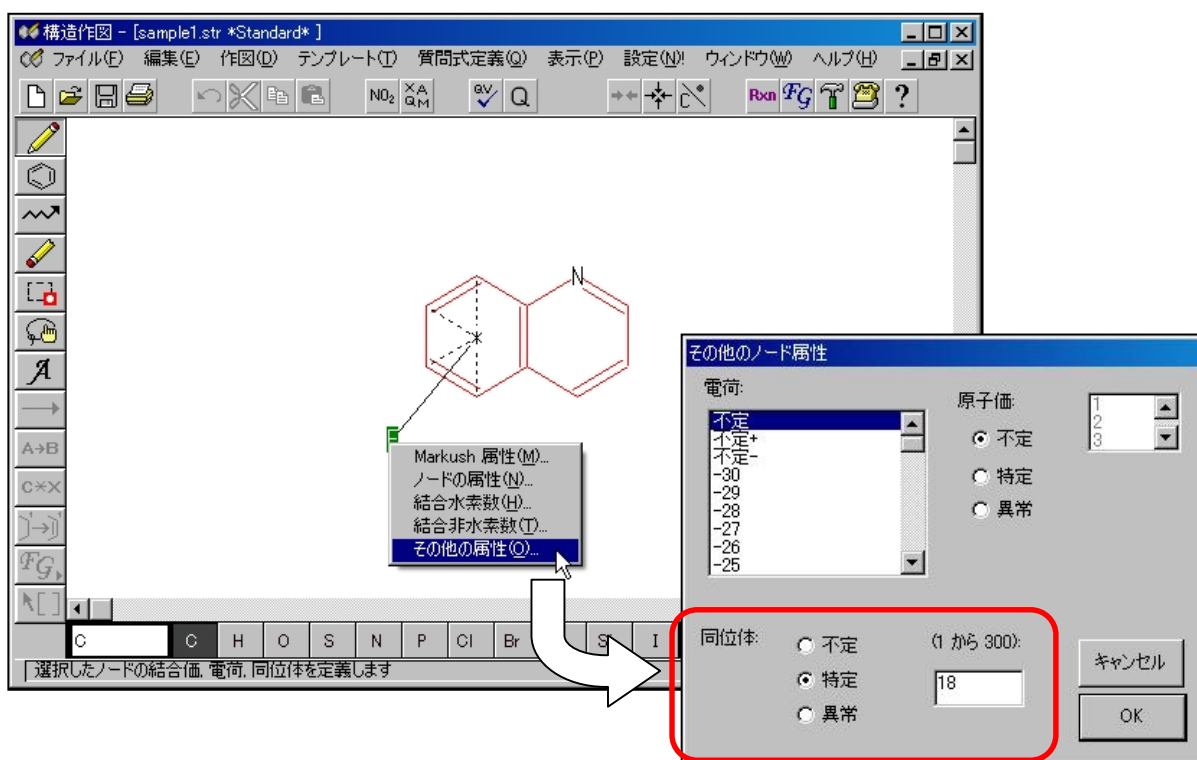 構造作図 - [sample1.str *Standard* ]
ファイル(F) 編集(E) 作図(D) テンプレート(T) 質問式定義(Q) 表示(P) 設定(N)! ウィンドウ(W) ヘルプ(H)
NO₂ X A Q M QV Q Rxn FG ?
N
A
A→B
C✳X
FG
Markush 属性(M)...
ノードの属性(N)...
結合水素数(H)...
結合非水素数(T)...
その他の属性(O)...
C C H O S N P Cl Br S I
選択したノードの結合価, 電荷, 同位体を定義します
その他のノード属性
電荷:
不定
不定+
不定-
-30
-29
-28
-27
-26
-25
原子価:
不定
特定
異常
1
2
3
同位体:
不定
特定
異常
(1 から 300):
18
キャンセル
OK